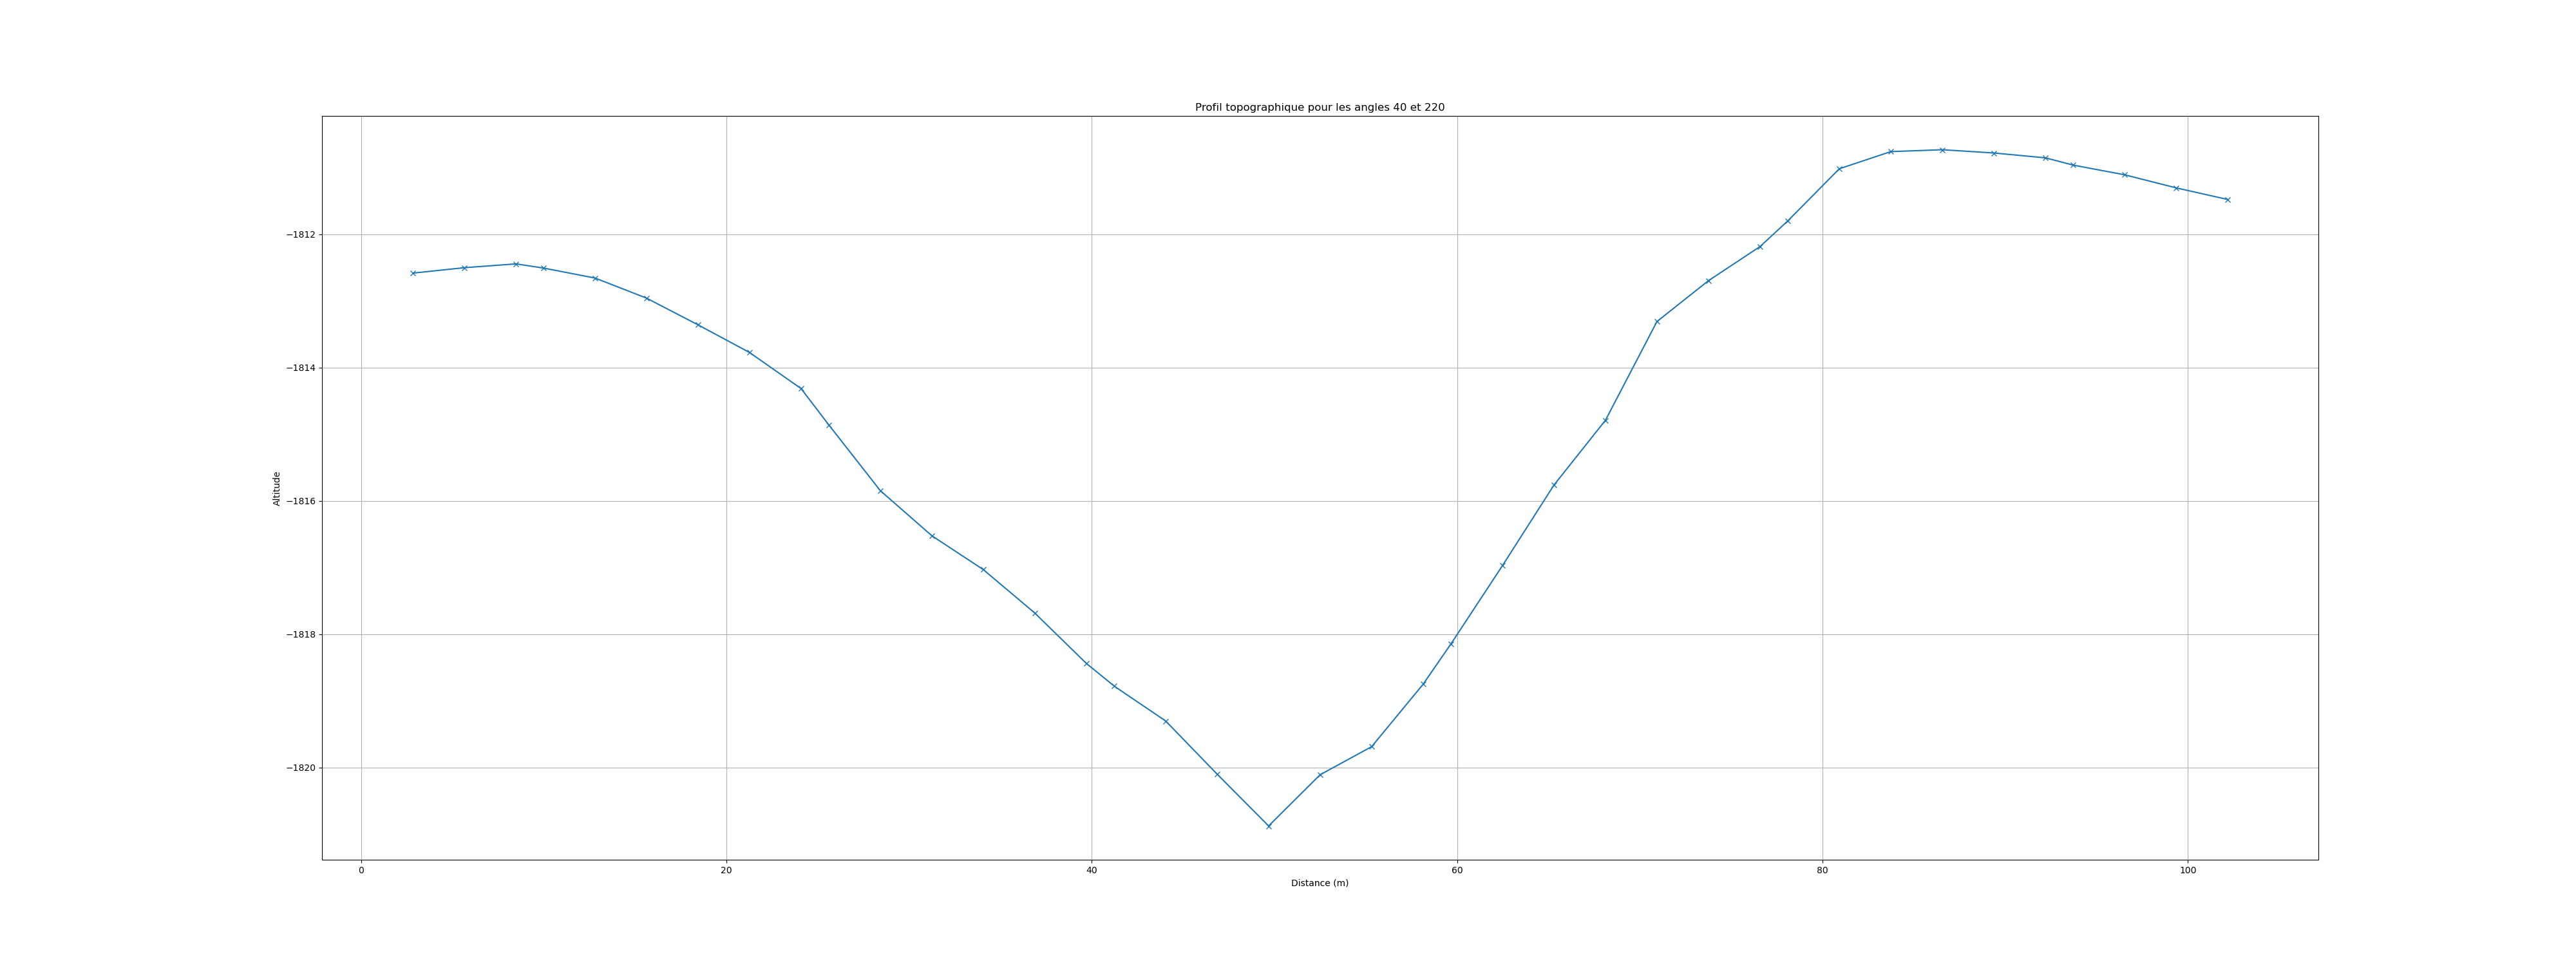 Profil topographique pour les angles 40 et 220
−1812
−1814
−1816
−1818
−1820
Altitude
0 20 40 60 80 100
Distance (m)